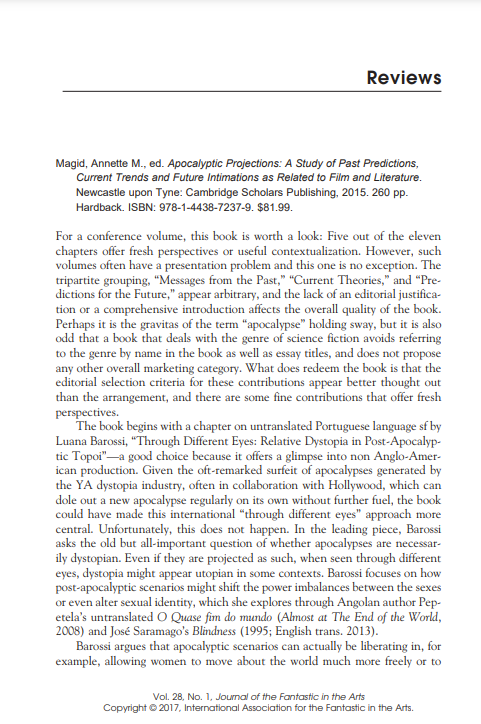 Reviews
Magid, Annette M., ed. Apocalyptic Projections: A Study of Past Predictions,
Current Trends and Future Intimations as Related to Film and Literature.
Newcastle upon Tyne: Cambridge Scholars Publishing, 2015. 260 pp.
Hardback. ISBN: 978-1-4438-7237-9. $81.99.
For a conference volume, this book is worth a look: Five out of the eleven
chapters offer fresh perspectives or useful contextualization. However, such
volumes often have a presentation problem and this one is no exception. The
tripartite grouping, “Messages from the Past,” “Current Theories,” and “Pre-
dictions for the Future,” appear arbitrary, and the lack of an editorial justifica-
tion or a comprehensive introduction affects the overall quality of the book.
Perhaps it is the gravitas of the term “apocalypse” holding sway, but it is also
odd that a book that deals with the genre of science fiction avoids referring
to the genre by name in the book as well as essay titles, and does not propose
any other overall marketing category. What does redeem the book is that the
editorial selection criteria for these contributions appear better thought out
than the arrangement, and there are some fine contributions that offer fresh
perspectives.
The book begins with a chapter on untranslated Portuguese language sf by
Luana Barossi, “Through Different Eyes: Relative Dystopia in Post-Apocalyp-
tic Topoi”—a good choice because it offers a glimpse into non Anglo-Amer-
ican production. Given the oft-remarked surfeit of apocalypses generated by
the YA dystopia industry, often in collaboration with Hollywood, which can
dole out a new apocalypse regularly on its own without further fuel, the book
could have made this international “through different eyes” approach more
central. Unfortunately, this does not happen. In the leading piece, Barossi
asks the old but all-important question of whether apocalypses are necessar-
ily dystopian. Even if they are projected as such, when seen through different
eyes, dystopia might appear utopian in some contexts. Barossi focuses on how
post-apocalyptic scenarios might shift the power imbalances between the sexes
or even alter sexual identity, which she explores through Angolan author Pep-
etela’s untranslated O Quase fim do mundo (Almost at The End of the World,
2008) and José Saramago’s Blindness (1995; English trans. 2013).
Barossi argues that apocalyptic scenarios can actually be liberating in, for
example, allowing women to move about the world much more freely or to
Vol. 28, No. 1, Journal of the Fantastic in the Arts
Copyright © 2017, International Association for the Fantastic in the Arts.